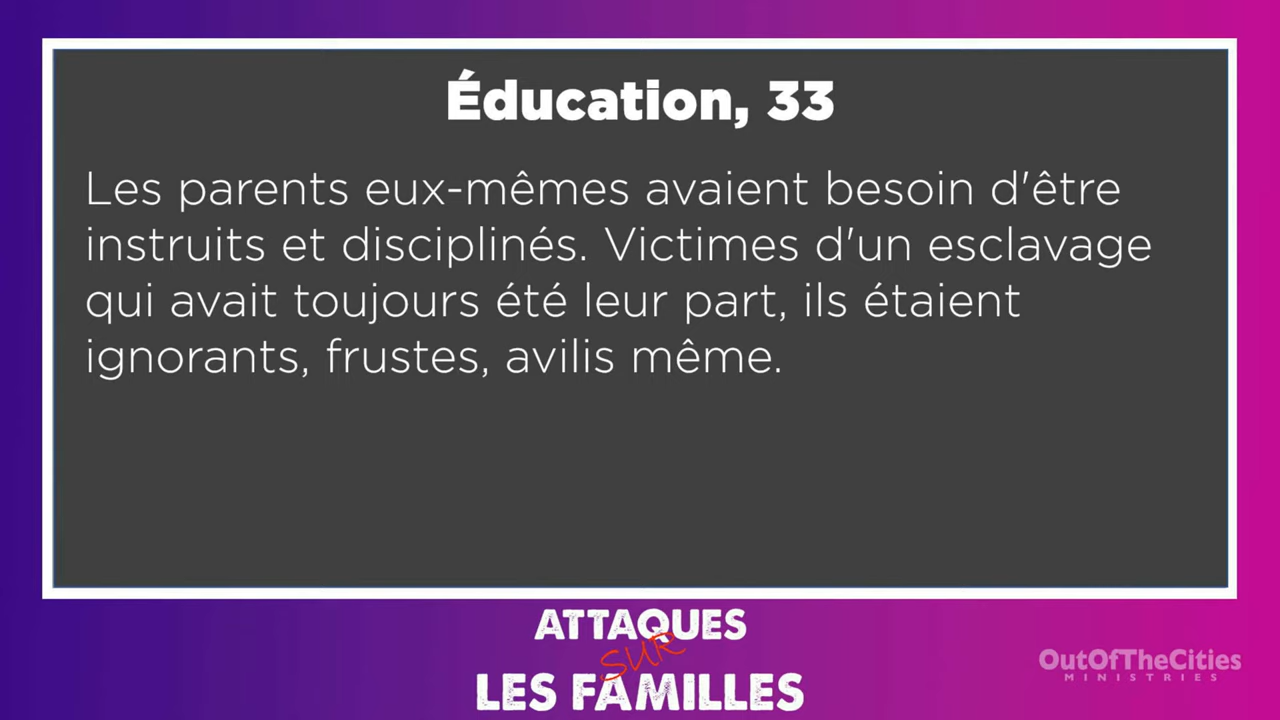 Éducation, 33
Les parents eux-mêmes avaient besoin d'être
instruits et disciplinés. Victimes d'un esclavage
qui avait toujours été leur part, ils étaient
ignorants, frustes, avilis même.
ATTAQUES
SUR
LES FAMILLES
OutOfTheCities
MINISTRIES